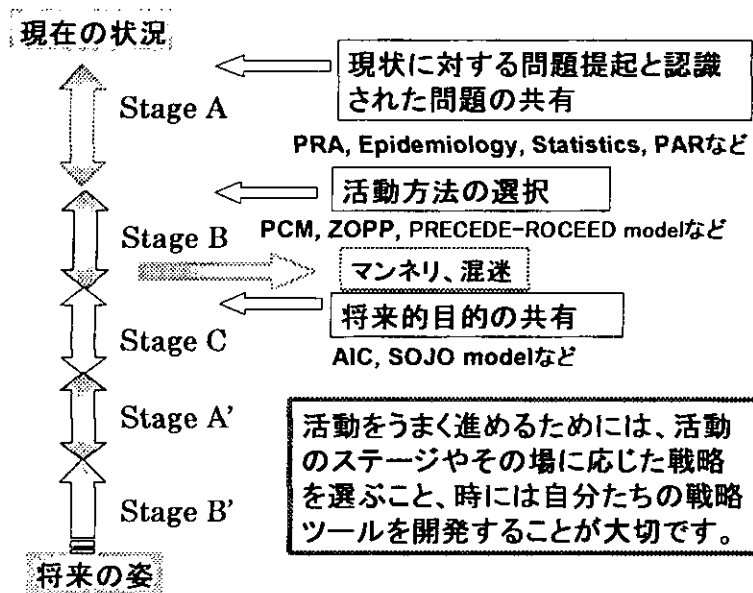 現在の状況
Stage A
現状に対する問題提起と認識
された問題の共有
PRA, Epidemiology, Statistics, PARなど
活動方法の選択
Stage B
PCM, ZOPP, PRECEDE-ROCEED modelなど
マンネリ、混迷
将来的目的の共有
Stage C
AIC, SOJO modelなど
Stage A'
活動をうまく進めるためには、活動
のステージやその場に応じた戦略
を選ぶこと、時には自分たちの戦略
ツールを開発することが大切です。
Stage B'
将来の姿